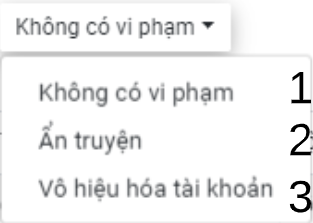 Không có vi phạm
Không có vi phạm 1
Ẩn truyện 2
Vô hiệu hóa tài khoản 3